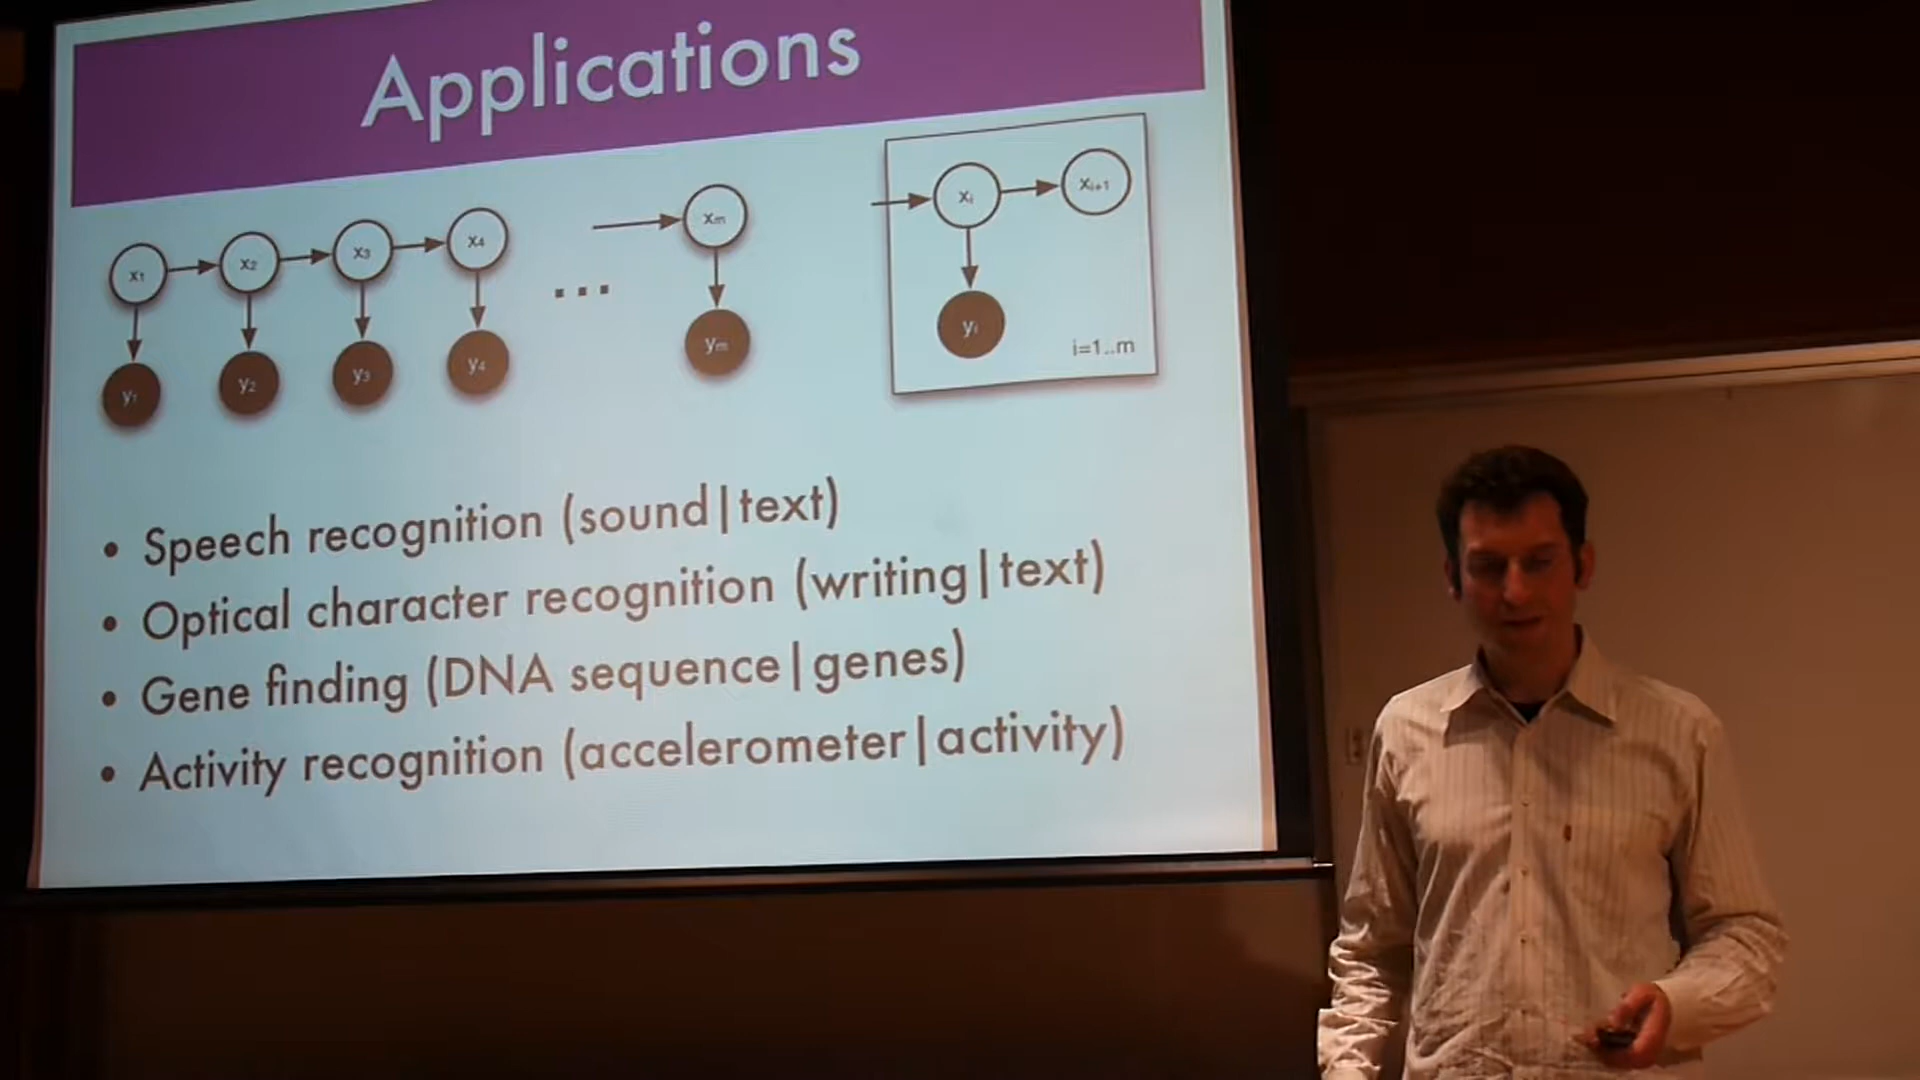 Applications
x₁ x₂ x₃ x₄ ... xₘ xᵢ xᵢ₊₁
y₁ y₂ y₃ y₄ yₘ yᵢ
i=1..m
• Speech recognition (sound|text)
• Optical character recognition (writing|text)
• Gene finding (DNA sequence|genes)
• Activity recognition (accelerometer|activity)